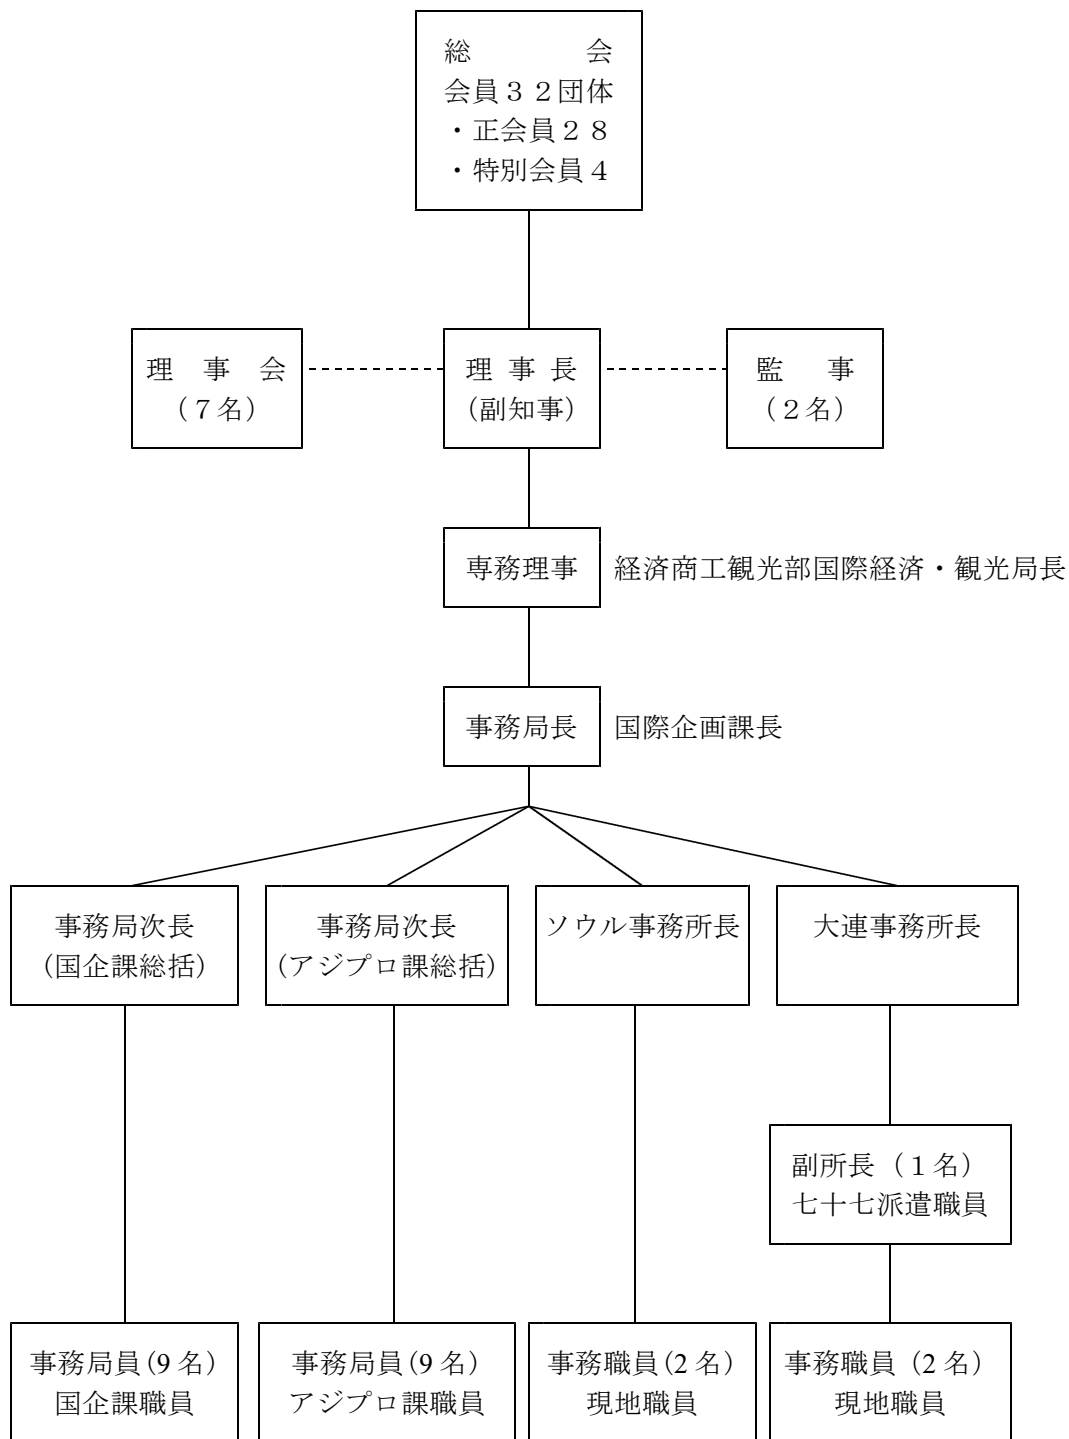 総　　　　会
会員３２団体
・正会員２８
・特別会員４
理　事　会
（７名）
理 事 長
(副知事)
監　　事
（２名）
専務理事
経済商工観光部国際経済・観光局長
事務局長
国際企画課長
事務局次長
(国企課総括)
事務局次長
(アジプロ課総括)
ソウル事務所長
大連事務所長
副所長（１名）
七十七派遣職員
事務局員(9 名)
国企課職員
事務局員(9 名)
アジプロ課職員
事務職員(2 名)
現地職員
事務職員 (2 名)
現地職員